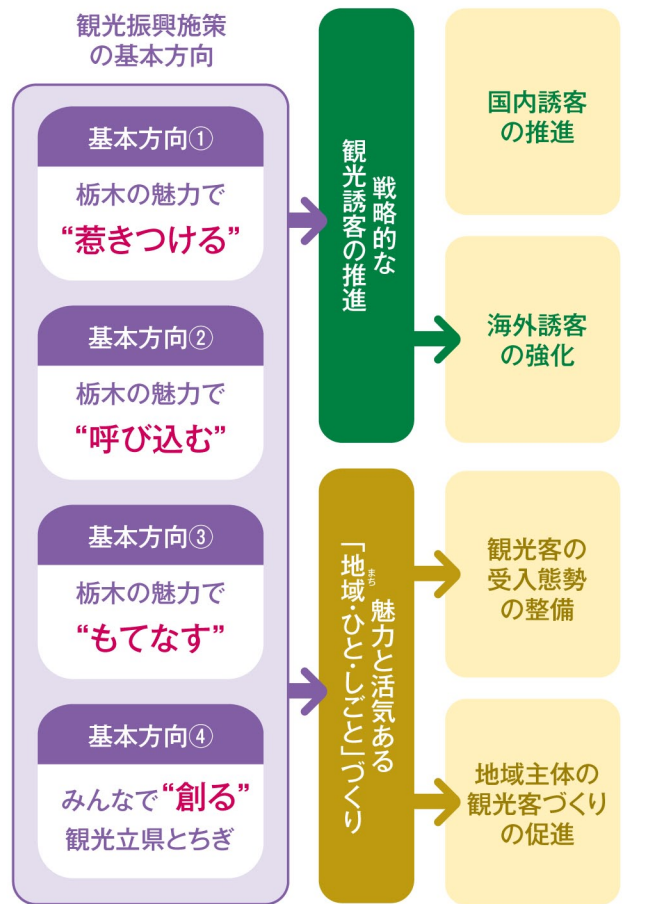 観光振興施策
の基本方向
基本方向①
栃木の魅力で
“惹きつける”
基本方向②
栃木の魅力で
“呼び込む”
基本方向③
栃木の魅力で
“もてなす”
基本方向④
みんなで“創る”
観光立県とちぎ
戦略的な
観光誘客の推進
国内誘客
の推進
海外誘客
の強化
魅力と活気ある
まち
「地域・ひと・しごと」づくり
観光客の
受入態勢
の整備
地域主体の
観光客づくり
の促進